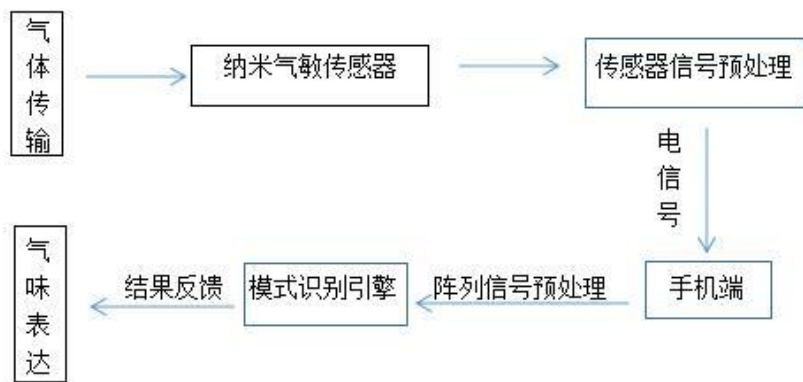 气体传输
纳米气敏传感器
传感器信号预处理
电信号
手机端
阵列信号预处理
模式识别引擎
结果反馈
气味表达